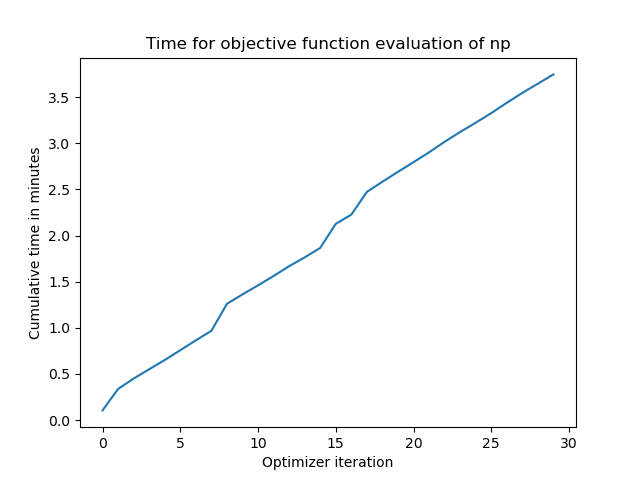 Time for objective function evaluation of np
Cumulative time in minutes
3.5
3.0
2.5
2.0
1.5
1.0
0.5
0.0
0 5 10 15 20 25 30
Optimizer iteration